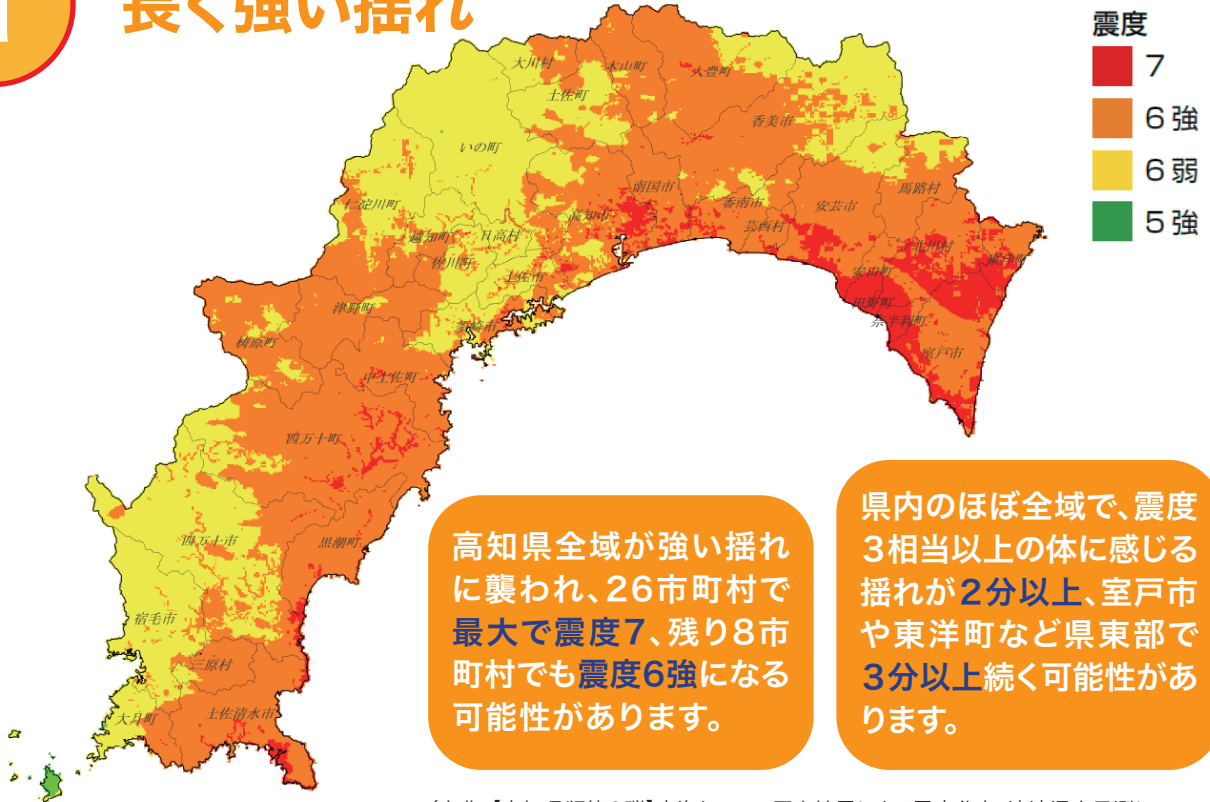 長く強い揺れ
震度
7
6強
6弱
5強
大川村
本山町
大豊町
土佐町
香美市
いの町
仁淀川町
南国市
香南市
安芸市
馬路村
高知市
芸西村
越知町
日高村
佐川町
土佐市
北川村
東洋町
安田町
田野町
奈半利町
室戸市
津野町
須崎市
梼原町
中土佐町
四万十町
四万十市
黒潮町
宿毛市
三原村
大月町
土佐清水市
高知県全域が強い揺れ
に襲われ、26市町村で
最大で震度7、残り8市
町村でも震度6強になる
可能性があります。
県内のほぼ全域で、震度
3相当以上の体に感じる
揺れが2分以上、室戸市
や東洋町など県東部で
3分以上続く可能性があ
ります。